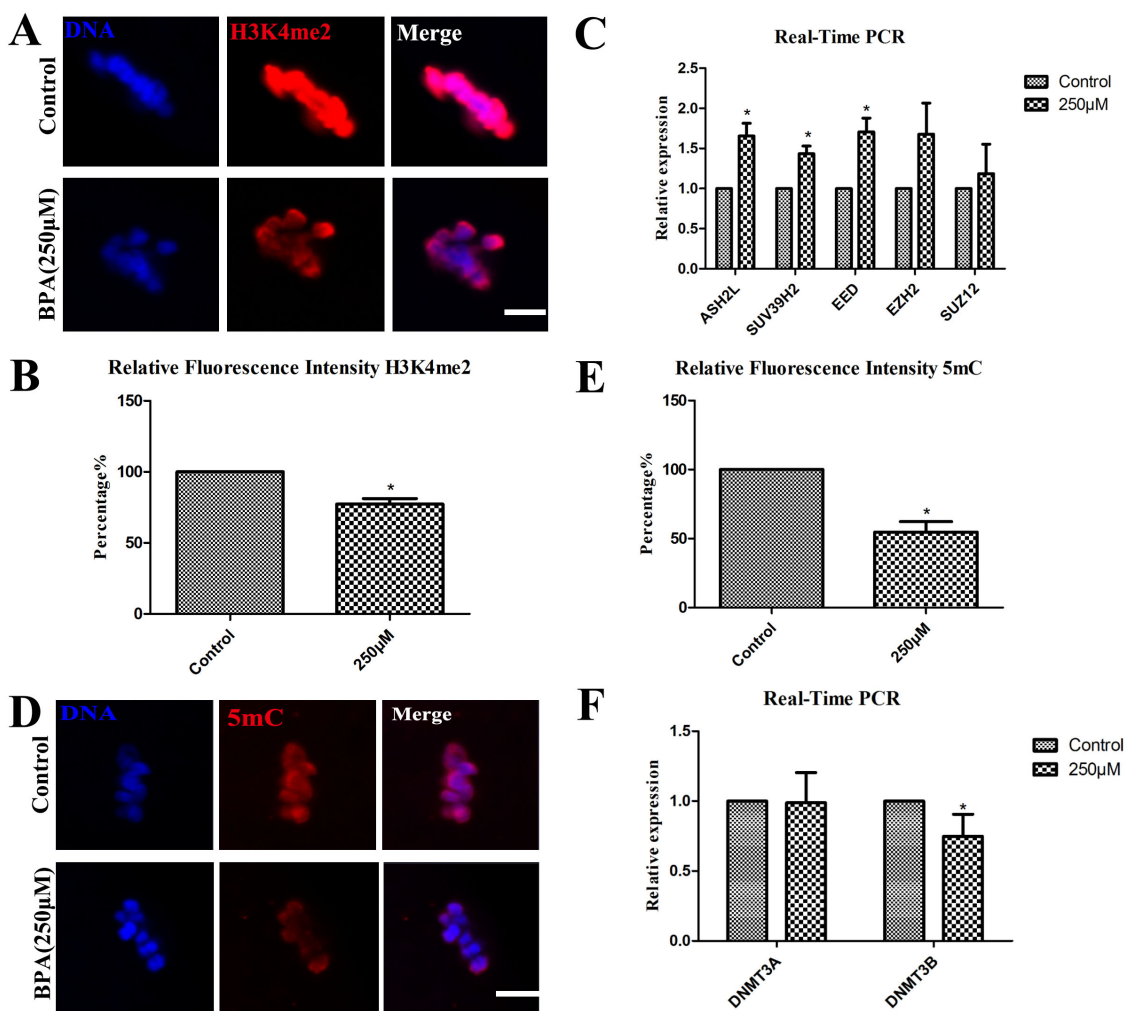 A
DNA
H3K4me2
Merge
Control
BPA(250μM)
B
Relative Fluorescence Intensity H3K4me2
Percentage%
150
100
50
0
Control
250μM
C
Real-Time PCR
Relative expression
2.5
2.0
1.5
1.0
0.5
0.0
*
*
*
ASH2L
SUV39H2
EED
EZH2
SUZ12
Control
250μM
*
E
Relative Fluorescence Intensity 5mC
Percentage%
150
100
50
0
*
Control
250μM
D
DNA
5mC
Merge
Control
BPA(250μM)
F
Real-Time PCR
Relative expression
1.5
1.0
0.5
0.0
*
DNMT3A
DNMT3B
Control
250μM